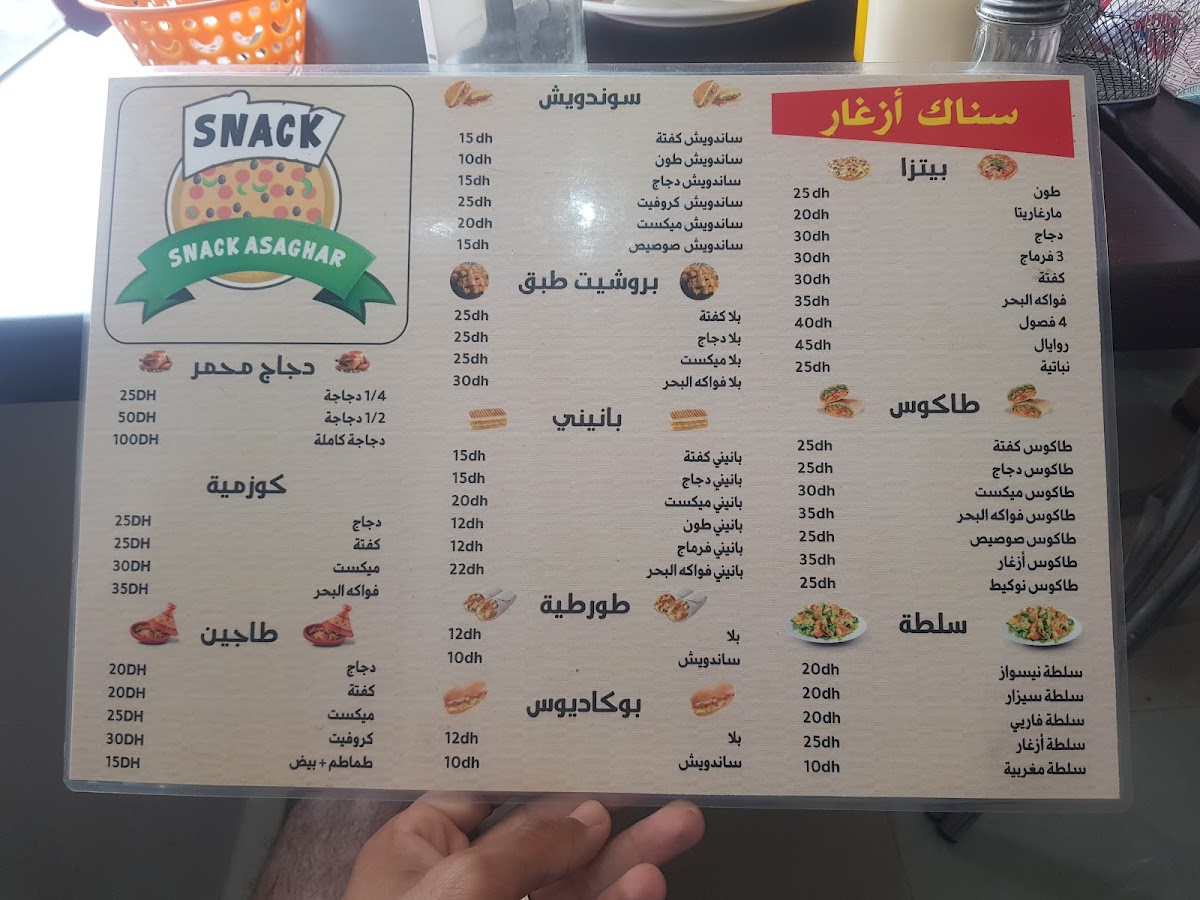 سناك أزغار
بيتزا
طون 25dh
مارغاريتا 20dh
دجاج 30dh
3 فرماج 30dh
كفتة 30dh
فواكه البحر 35dh
4 فصول 40dh
روايال 45dh
نباتية 25dh
طاكوس
طاكوس كفتة 25dh
طاكوس دجاج 25dh
طاكوس ميكست 30dh
طاكوس فواكه البحر 35dh
طاكوس صوصيص 25dh
طاكوس أزغار 35dh
طاكوس نوكيط 25dh
سلطة
سلطة نيسواز 20dh
سلطة سيزار 20dh
سلطة فاريي 20dh
سلطة أزغار 25dh
سلطة مغربية 10dh
سوندويش
ساندويش كفتة 15dh
ساندويش طون 10dh
ساندويش دجاج 15dh
ساندويش كروفيت 25dh
ساندويش ميكست 20dh
ساندويش صوصيص 15dh
بروشيت طبق
بلا كفتة 25dh
بلا دجاج 25dh
بلا ميكست 25dh
بلا فواكه البحر 30dh
بانيني
بانيني كفتة 15dh
بانيني دجاج 15dh
بانيني ميكست 20dh
بانيني طون 12dh
بانيني فرماج 12dh
بانيني فواكه البحر 22dh
طورطية
بلا 12dh
ساندويش 10dh
بوكاديوس
بلا 12dh
ساندويش 10dh
SNACK
SNACK ASAGHAR
دجاج محمر
1/4 دجاجة 25DH
1/2 دجاجة 50DH
دجاجة كاملة 100DH
كوزمية
دجاج 25DH
كفتة 25DH
ميكست 30DH
فواكه البحر 35DH
طاجين
دجاج 20DH
كفتة 20DH
ميكست 25DH
كروفيت 30DH
طماطم + بيض 15DH